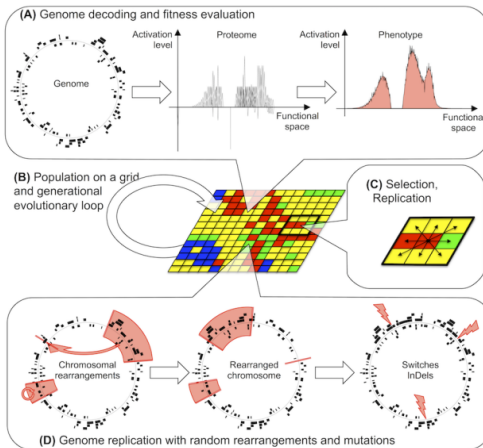 (A) Genome decoding and fitness evaluation
Activation
level
Proteome
Activation
level
Phenotype
Genome
Functional
space
Functional
space
(B) Population on a grid
and generational
evolutionary loop
(C) Selection,
Replication
Chromosomal
rearrangements
Rearranged
chromosome
Switches
InDels
(D) Genome replication with random rearrangements and mutations